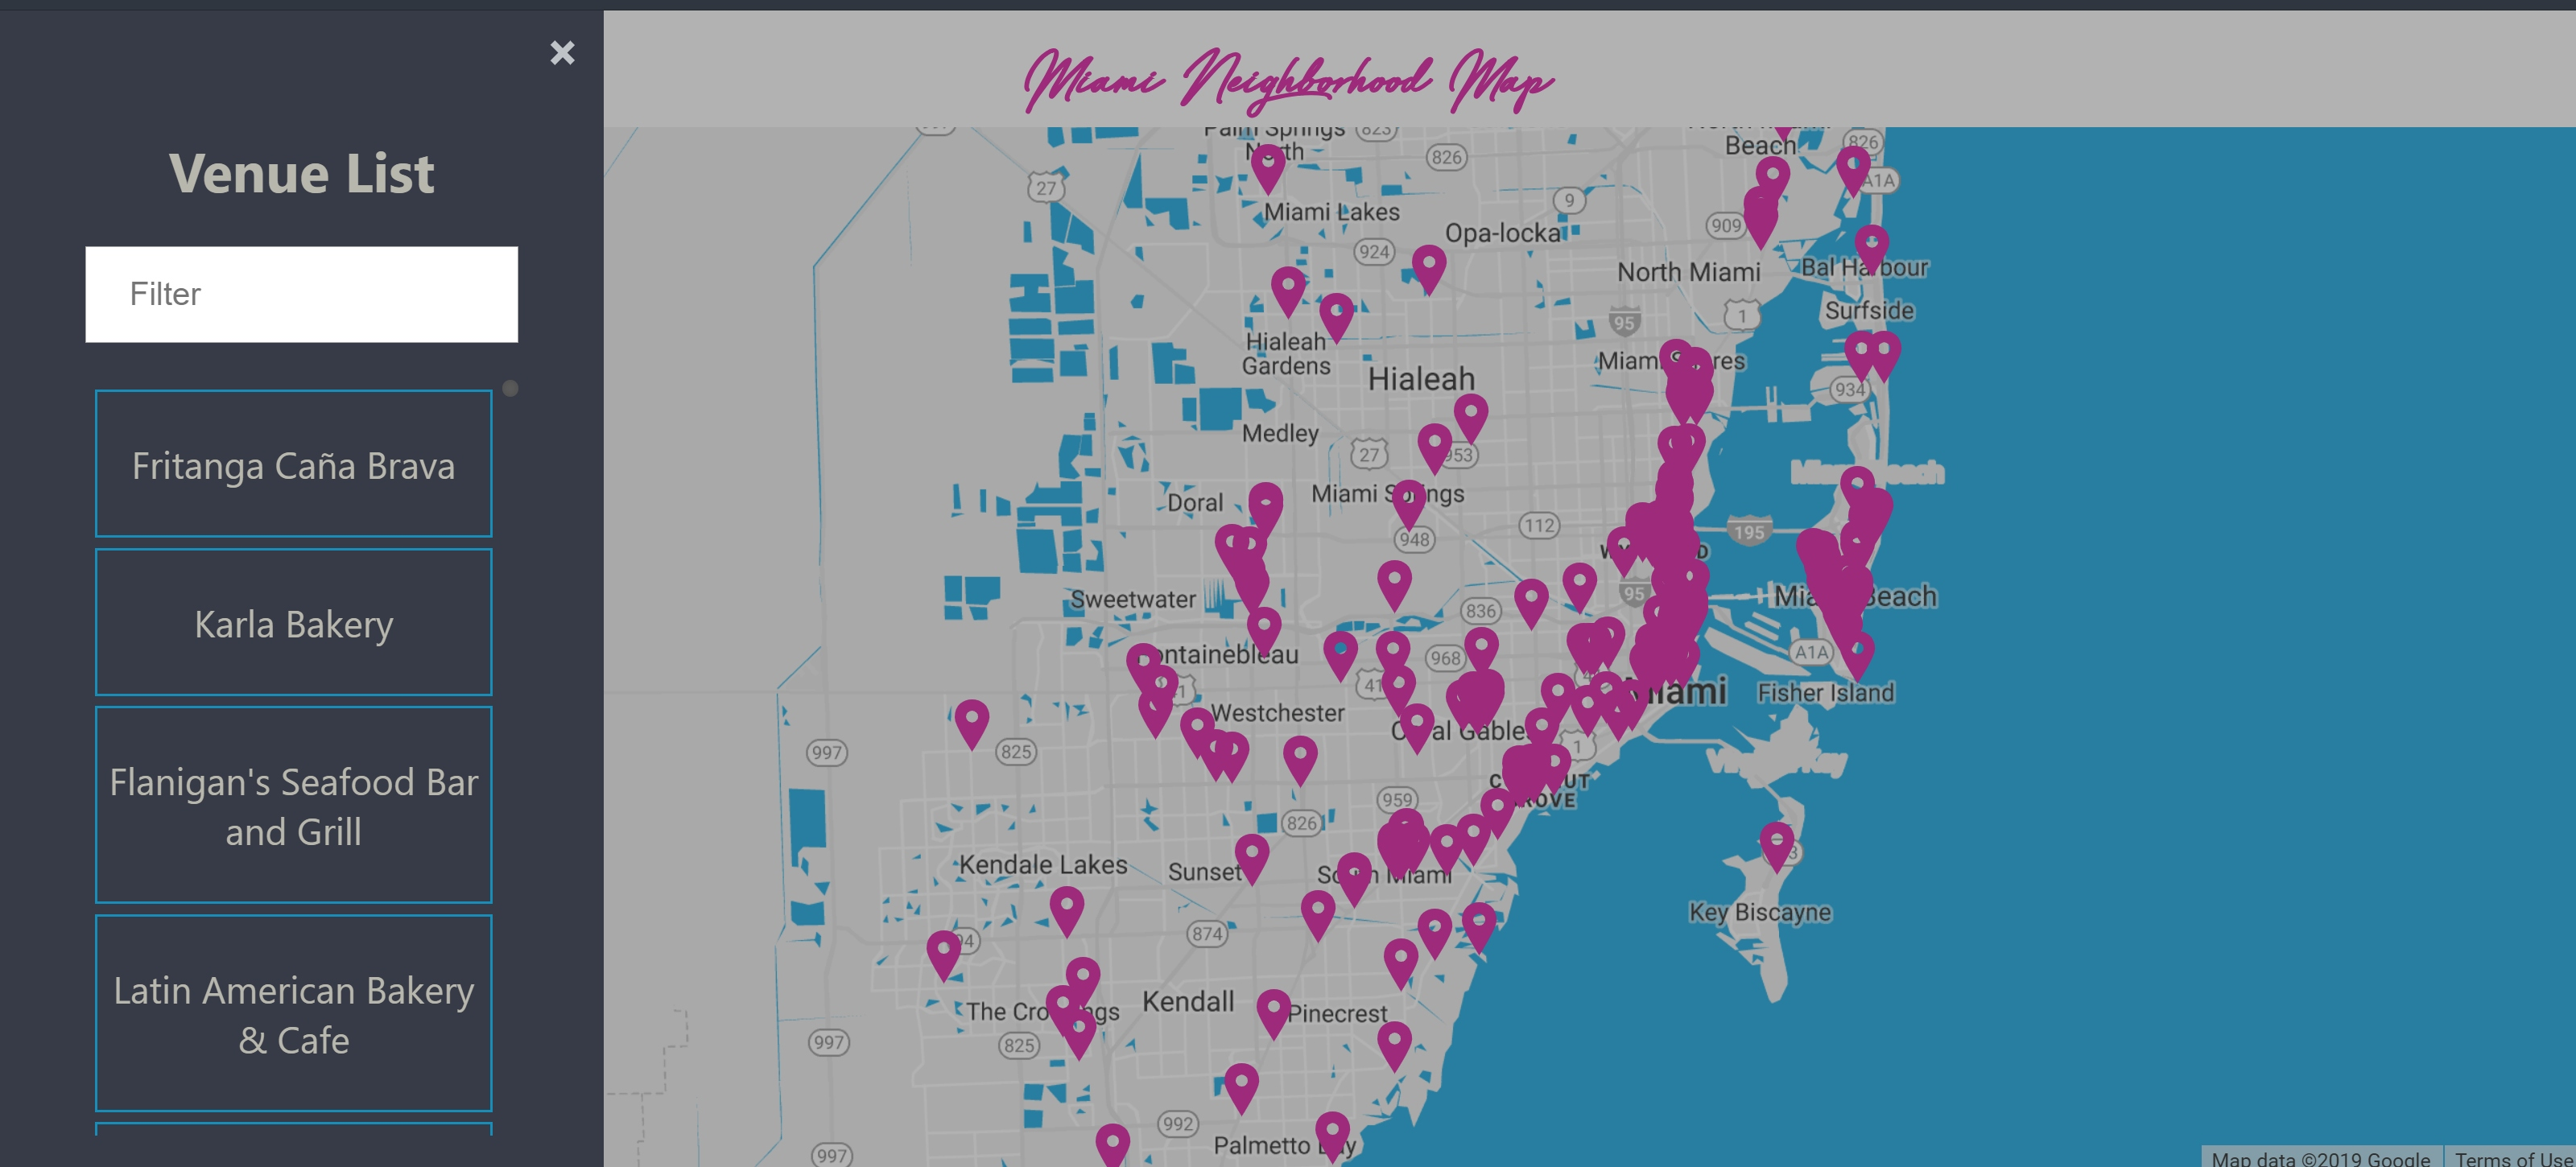 ×
Miami Neighborhood Map
Venue List
Filter
Fritanga Caña Brava
Karla Bakery
Flanigan's Seafood Bar
and Grill
Latin American Bakery
& Cafe
Palm Springs
North
823
826
Beach
826
A1A
27
Miami Lakes
9
Opa-locka
909
924
North Miami
Bal Harbour
Surfside
95
1
Hialeah
Gardens
Miami Shores
Hialeah
934
Medley
27
953
Doral
Miami Springs
112
195
948
Sweetwater
836
95
Miami Beach
Fontainebleau
968
A1A
41
Miami
Fisher Island
Westchester
Coral Gables
997
825
1
COCONUT
GROVE
959
826
Kendale Lakes
Sunset
South Miami
Key Biscayne
874
The Crossings
Kendall
Pinecrest
997
825
992
Palmetto Bay
997
Map data ©2019 Google
Terms of Use